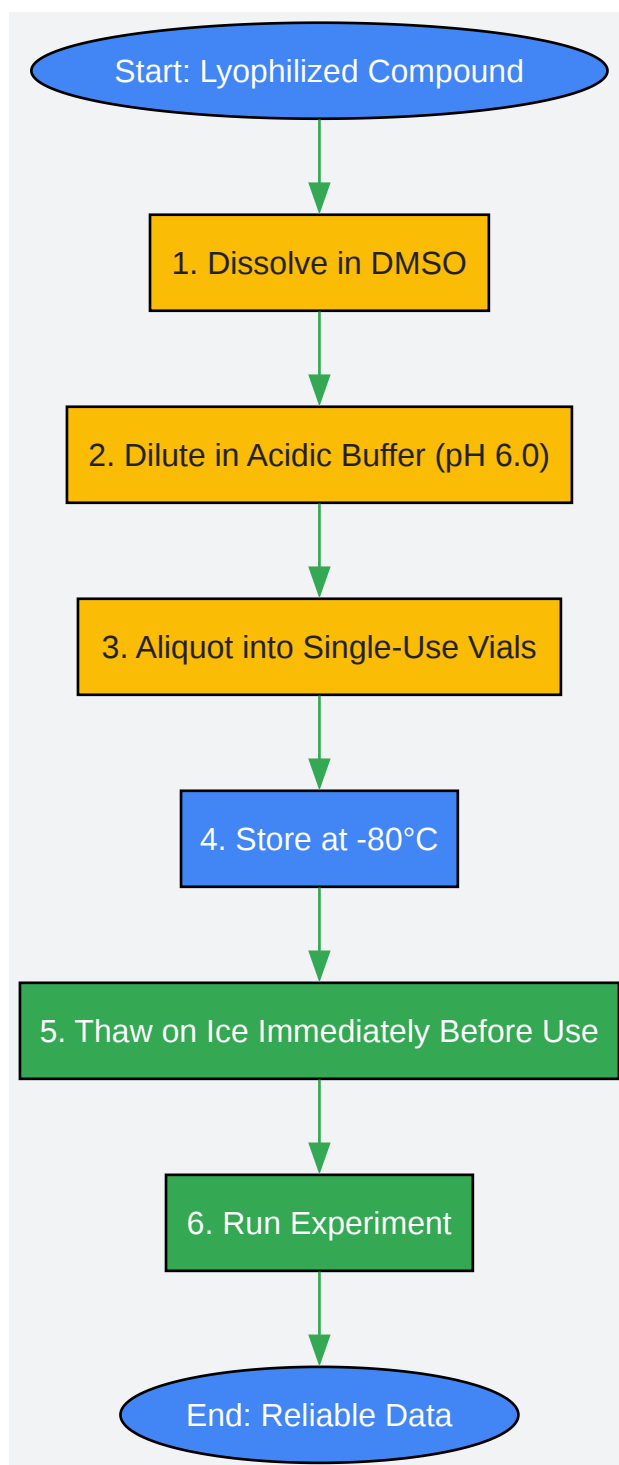 Start: Lyophilized Compound
1. Dissolve in DMSO
2. Dilute in Acidic Buffer (pH 6.0)
3. Aliquot into Single-Use Vials
4. Store at -80°C
5. Thaw on Ice Immediately Before Use
6. Run Experiment
End: Reliable Data